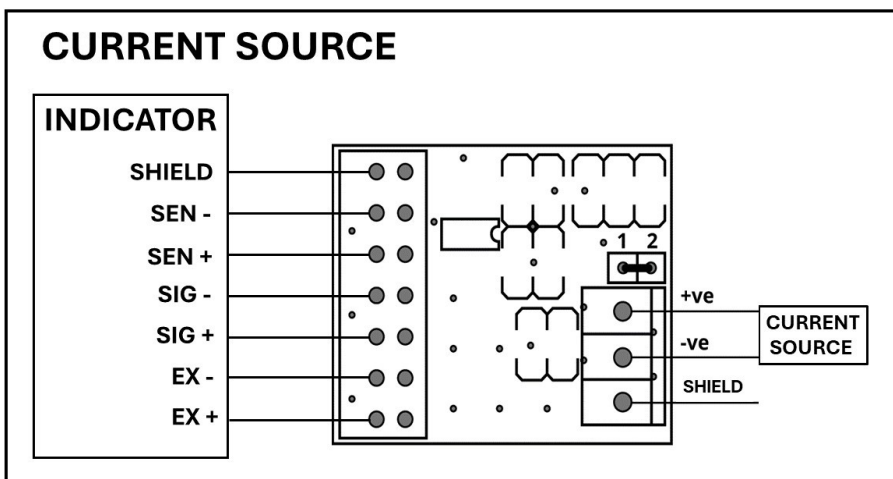 CURRENT SOURCE
INDICATOR
SHIELD
SEN -
SEN +
SIG -
SIG +
EX -
EX +
1 2
+ve
-ve
SHIELD
CURRENT
SOURCE